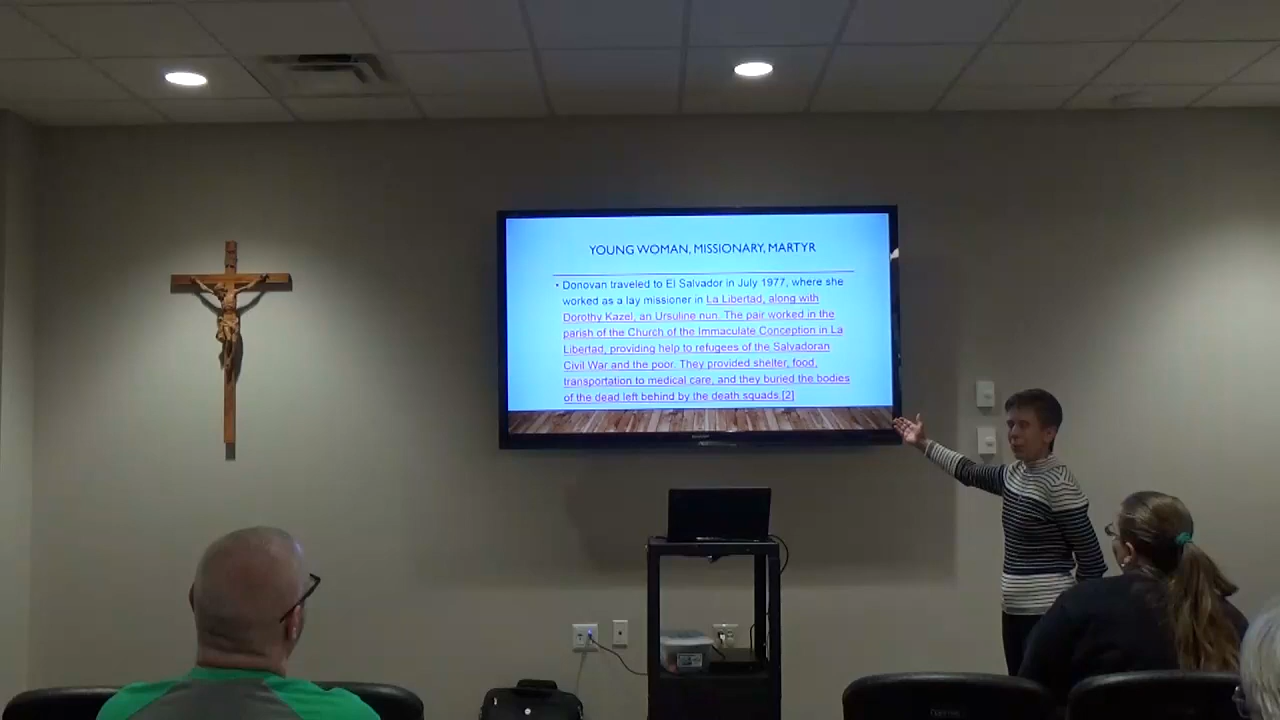 YOUNG WOMAN, MISSIONARY, MARTYR
• Donovan traveled to El Salvador in July 1977, where she
worked as a lay missioner in La Libertad, along with
Dorothy Kazel, an Ursuline nun. The pair worked in the
parish of the Church of the Immaculate Conception in La
Libertad, providing help to refugees of the Salvadoran
Civil War and the poor. They provided shelter, food,
transportation to medical care, and they buried the bodies
of the dead left behind by the death squads.[2]